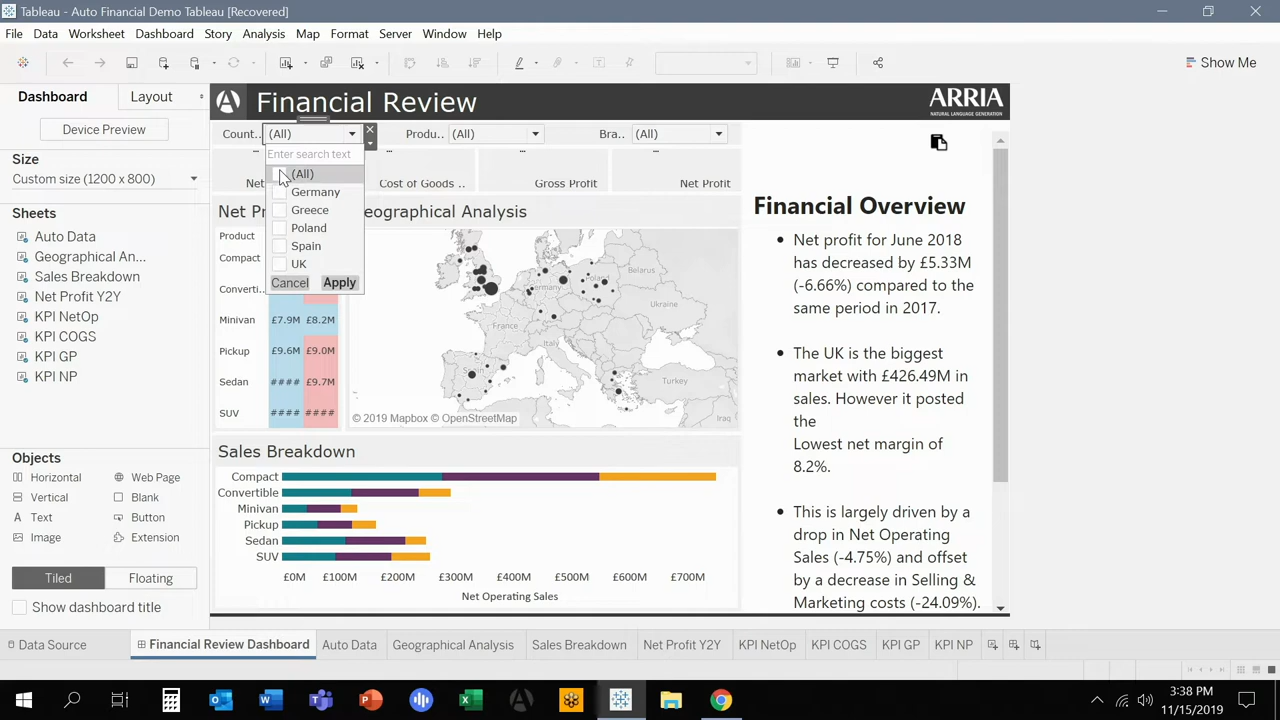 Tableau - Auto Financial Demo Tableau [Recovered]
File Data Worksheet Dashboard Story Analysis Map Format Server Window Help
Show Me
Dashboard Layout
Device Preview
Size
Custom size (1200 x 800)
Sheets
Auto Data
Geographical An...
Sales Breakdown
Net Profit Y2Y
KPI NetOp
KPI COGS
KPI GP
KPI NP
Objects
Horizontal Web Page
Vertical Blank
Text Button
Image Extension
Tiled Floating
Show dashboard title
Financial Review
ARRIA
NATURAL LANGUAGE GENERATION
Count.. (All) Produ.. (All) Bra.. (All)
Enter search text
(All)
Germany
Greece
Poland
Spain
UK
Cancel Apply
... ... ... ...
Net Cost of Goods .. Gross Profit Net Profit
Net Pr
Product
Compact
Converti..
Minivan £7.9M £8.2M
Pickup £9.6M £9.0M
Sedan #### £9.7M
SUV #### ####
eographical Analysis
Belarus
Poland
Germany
Ukraine
France
Italy
Spain
Turkey
Iraq
© 2019 Mapbox © OpenStreetMap
Sales Breakdown
Compact
Convertible
Minivan
Pickup
Sedan
SUV
£0M £100M £200M £300M £400M £500M £600M £700M
Net Operating Sales
Financial Overview
• Net profit for June 2018
has decreased by £5.33M
(-6.66%) compared to the
same period in 2017.
• The UK is the biggest
market with £426.49M in
sales. However it posted
the
Lowest net margin of
8.2%.
• This is largely driven by a
drop in Net Operating
Sales (-4.75%) and offset
by a decrease in Selling &
Marketing costs (-24.09%).
Data Source Financial Review Dashboard Auto Data Geographical Analysis Sales Breakdown Net Profit Y2Y KPI NetOp KPI COGS KPI GP KPI NP
3:38 PM
11/15/2019